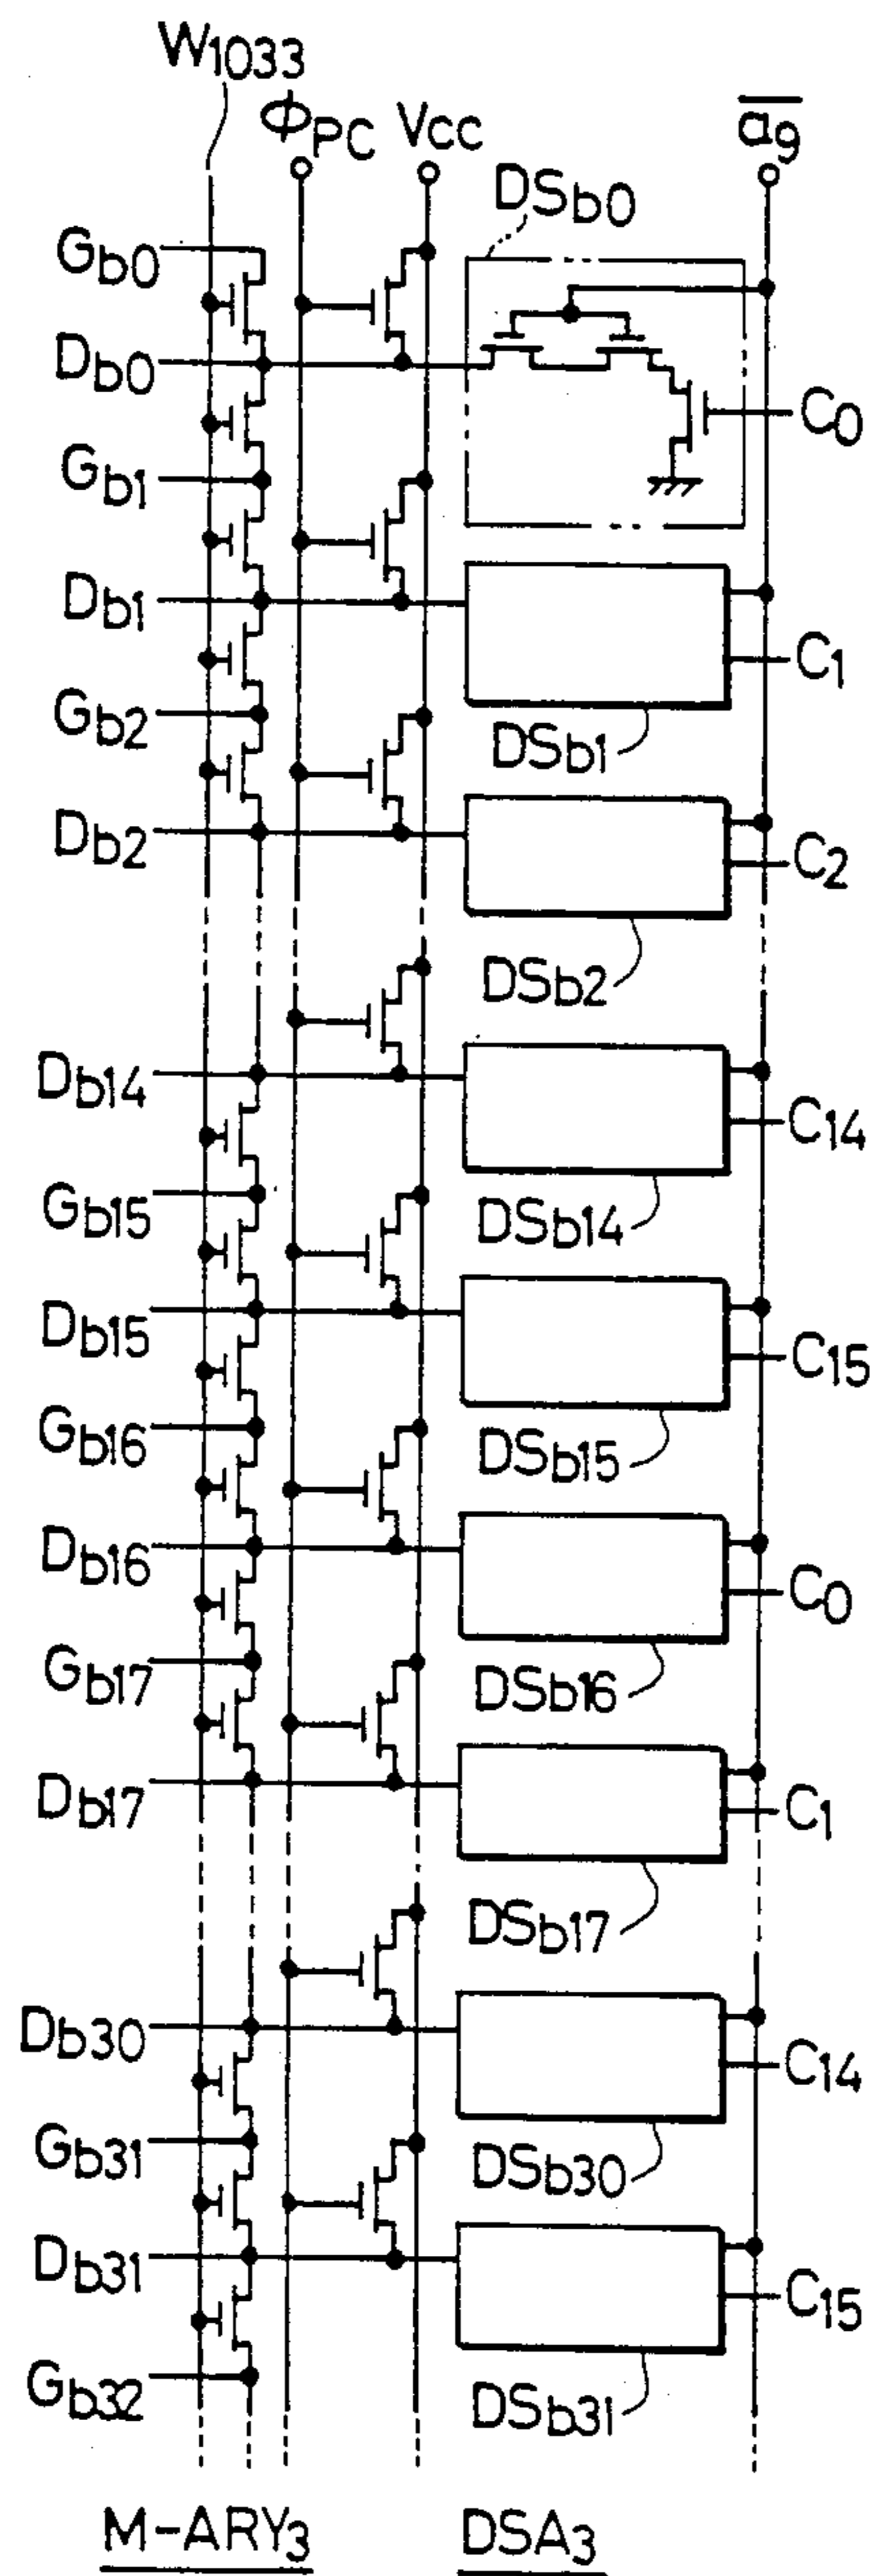 W1033
ϕPC VCC a̅9̅
DSb0
Gb0
Db0
C0
Gb1
Db1
C1
Gb2
DSb1
Db2
C2
DSb2
Db14
C14
Gb15
DSb14
Db15
C15
Gb16
DSb15
Db16
C0
Gb17
DSb16
Db17
C1
DSb17
Db30
C14
Gb31
DSb30
Db31
C15
Gb32
DSb31
M-ARY3 DSA3